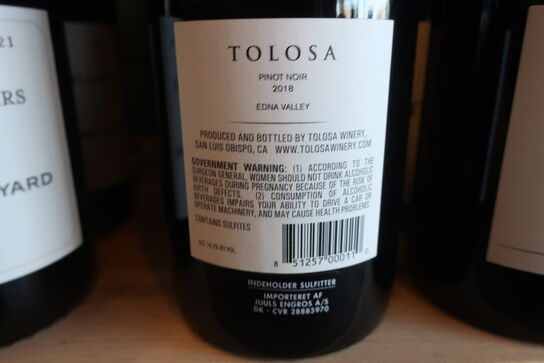 21
RS
YARD
TOLOSA
PINOT NOIR
2018
EDNA VALLEY
PRODUCED AND BOTTLED BY TOLOSA WINERY,
SAN LUIS OBISPO, CA WWW.TOLOSAWINERY.COM
GOVERNMENT WARNING: (1) ACCORDING TO THE
SURGEON GENERAL, WOMEN SHOULD NOT DRINK ALCOHOLIC
BEVERAGES DURING PREGNANCY BECAUSE OF THE RISK OF
BIRTH DEFECTS. (2) CONSUMPTION OF ALCOHOLIC
BEVERAGES IMPAIRS YOUR ABILITY TO DRIVE A CAR OR
OPERATE MACHINERY, AND MAY CAUSE HEALTH PROBLEMS.
CONTAINS SULFITES
ALC 14.2% BY VOL.
8 51257 00011 0
INDEHOLDER SULFITTER
IMPORTERET AF
JUULS ENGROS A/S
DK - CVR 28885970